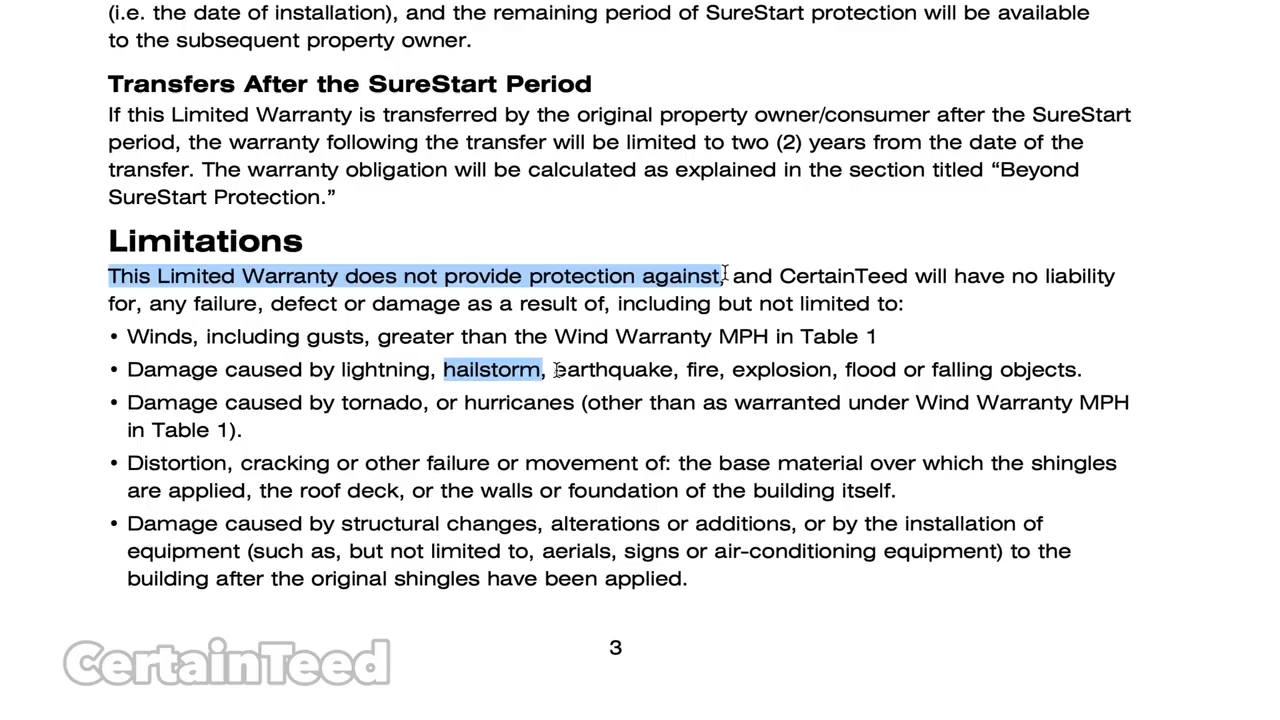 (i.e. the date of installation), and the remaining period of SureStart protection will be available
to the subsequent property owner.
Transfers After the SureStart Period
If this Limited Warranty is transferred by the original property owner/consumer after the SureStart
period, the warranty following the transfer will be limited to two (2) years from the date of the
transfer. The warranty obligation will be calculated as explained in the section titled “Beyond
SureStart Protection.”
Limitations
This Limited Warranty does not provide protection against, and CertainTeed will have no liability
for, any failure, defect or damage as a result of, including but not limited to:
• Winds, including gusts, greater than the Wind Warranty MPH in Table 1
• Damage caused by lightning, hailstorm, earthquake, fire, explosion, flood or falling objects.
• Damage caused by tornado, or hurricanes (other than as warranted under Wind Warranty MPH
in Table 1).
• Distortion, cracking or other failure or movement of: the base material over which the shingles
are applied, the roof deck, or the walls or foundation of the building itself.
• Damage caused by structural changes, alterations or additions, or by the installation of
equipment (such as, but not limited to, aerials, signs or air-conditioning equipment) to the
building after the original shingles have been applied.
3
CertainTeed